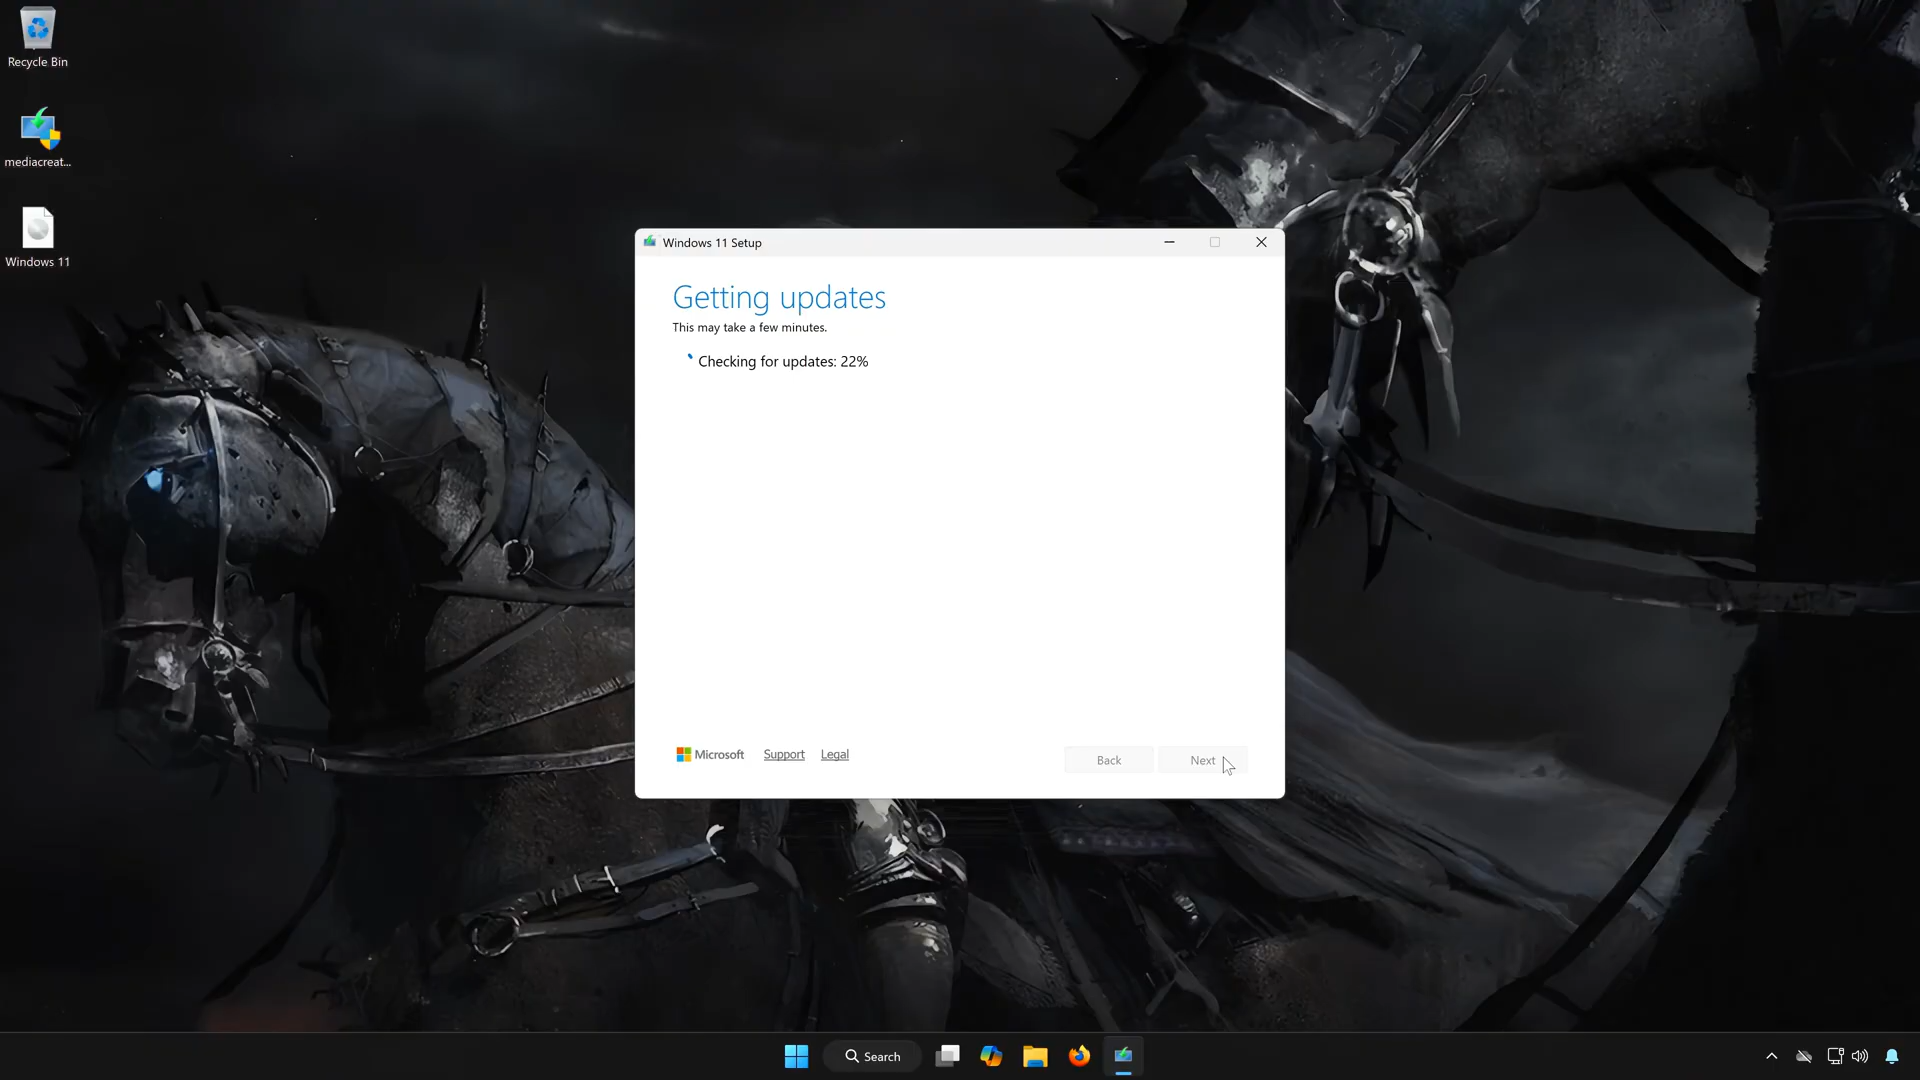 Recycle Bin
mediacreat...
Windows 11
Windows 11 Setup
Getting updates
This may take a few minutes.
Checking for updates: 22%
Microsoft
Support
Legal
Back
Next
Search